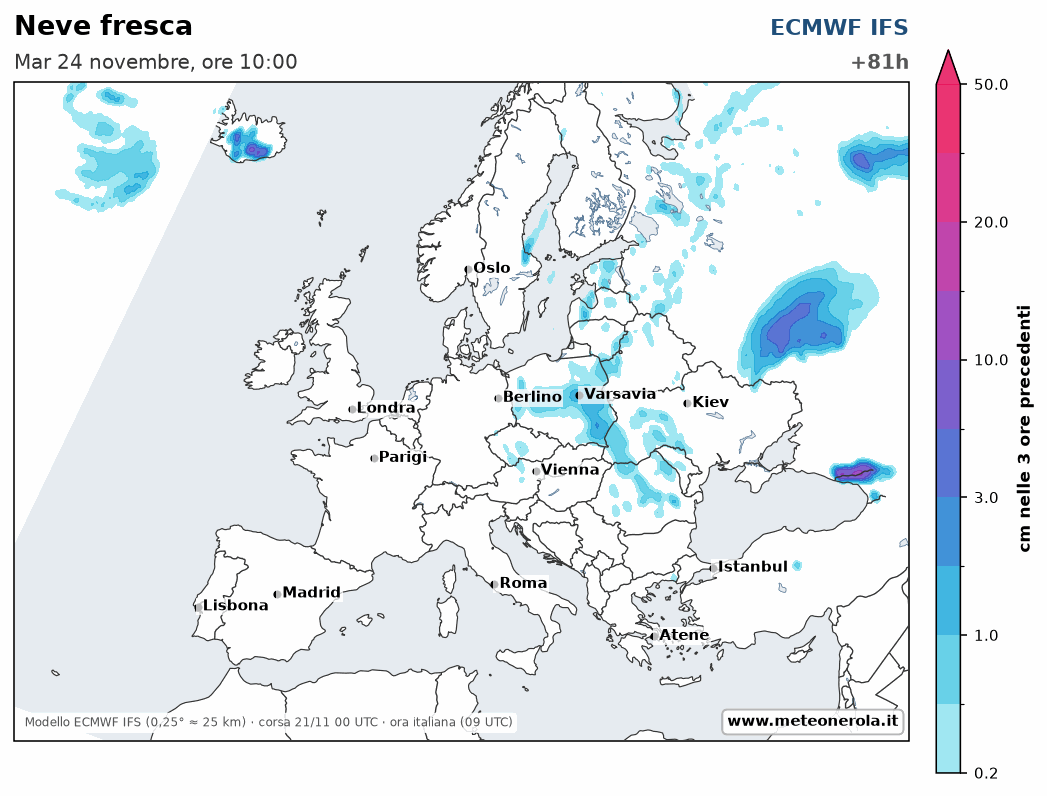 Neve fresca
ECMWF IFS
Mar 24 novembre, ore 10:00
+81h
50.0
20.0
10.0
3.0
1.0
0.2
cm nelle 3 ore precedenti
Oslo
Berlino
Varsavia
Kiev
Londra
Parigi
Vienna
Istanbul
Roma
Madrid
Lisbona
Atene
Modello ECMWF IFS (0,25° ≈ 25 km) · corsa 21/11 00 UTC · ora italiana (09 UTC)
www.meteonerola.it